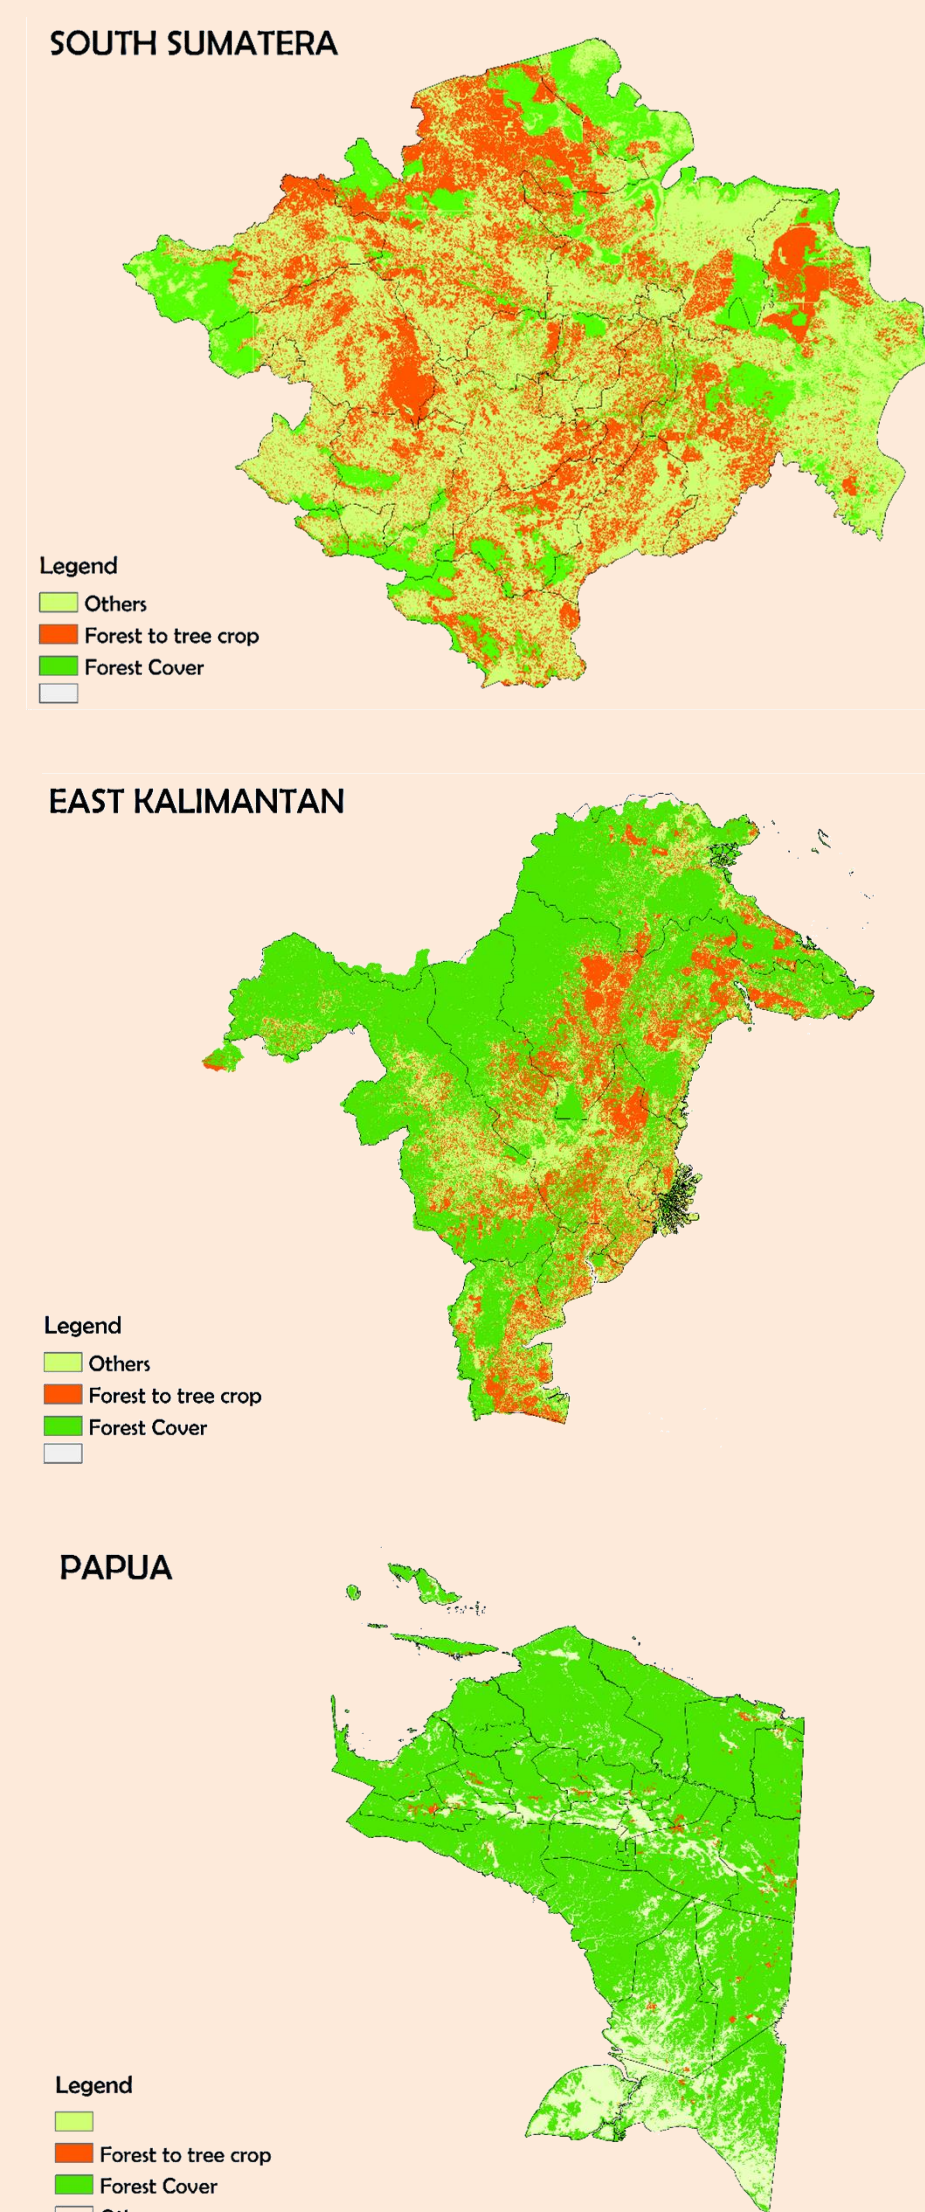 SOUTH SUMATERA
Legend
Others
Forest to tree crop
Forest Cover
EAST KALIMANTAN
Legend
Others
Forest to tree crop
Forest Cover
PAPUA
Legend
Forest to tree crop
Forest Cover